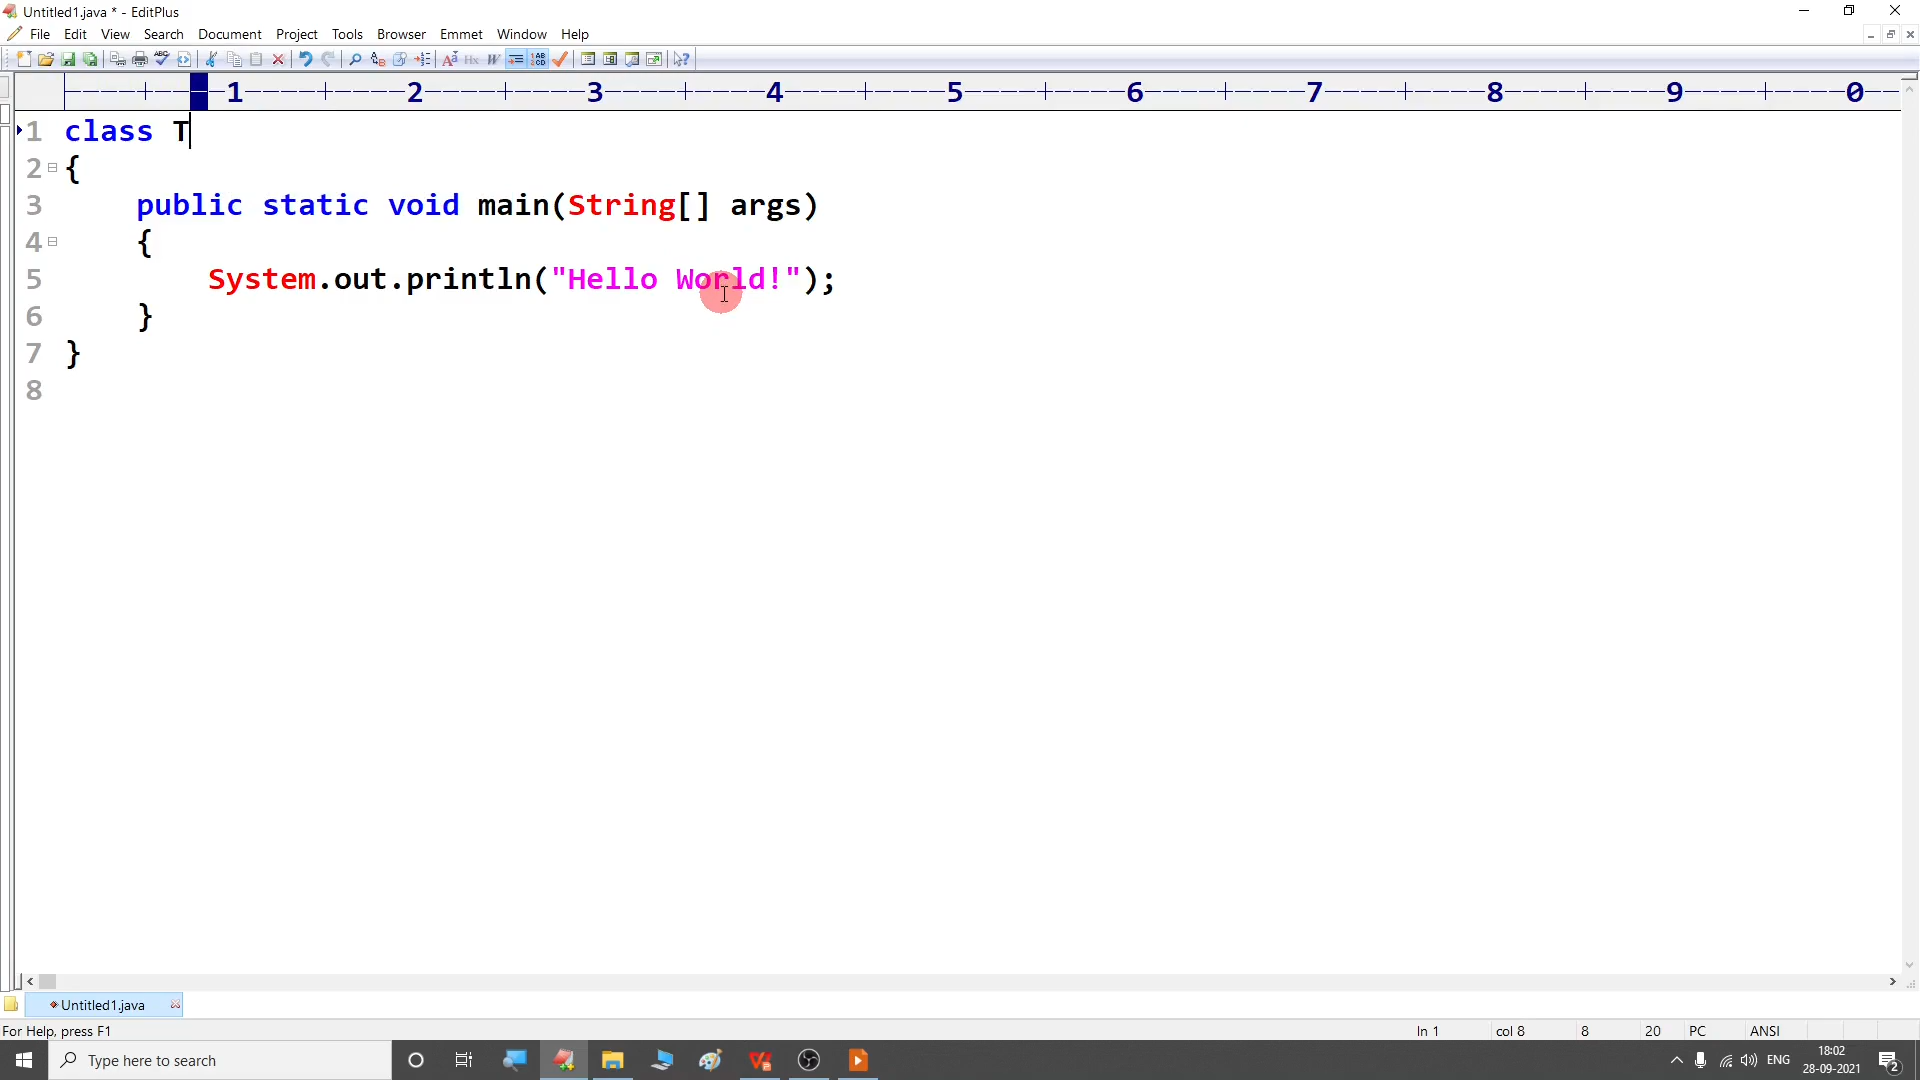 Untitled1.java * - EditPlus
File Edit View Search Document Project Tools Browser Emmet Window Help
1 2 3 4 5 6 7 8 9 0
1 class T
2 {
3 public static void main(String[] args)
4 {
5 System.out.println("Hello World!");
6 }
7 }
8
Untitled1.java
For Help, press F1 ln 1 col 8 8 20 PC ANSI
Type here to search ENG 18:02
28-09-2021 2